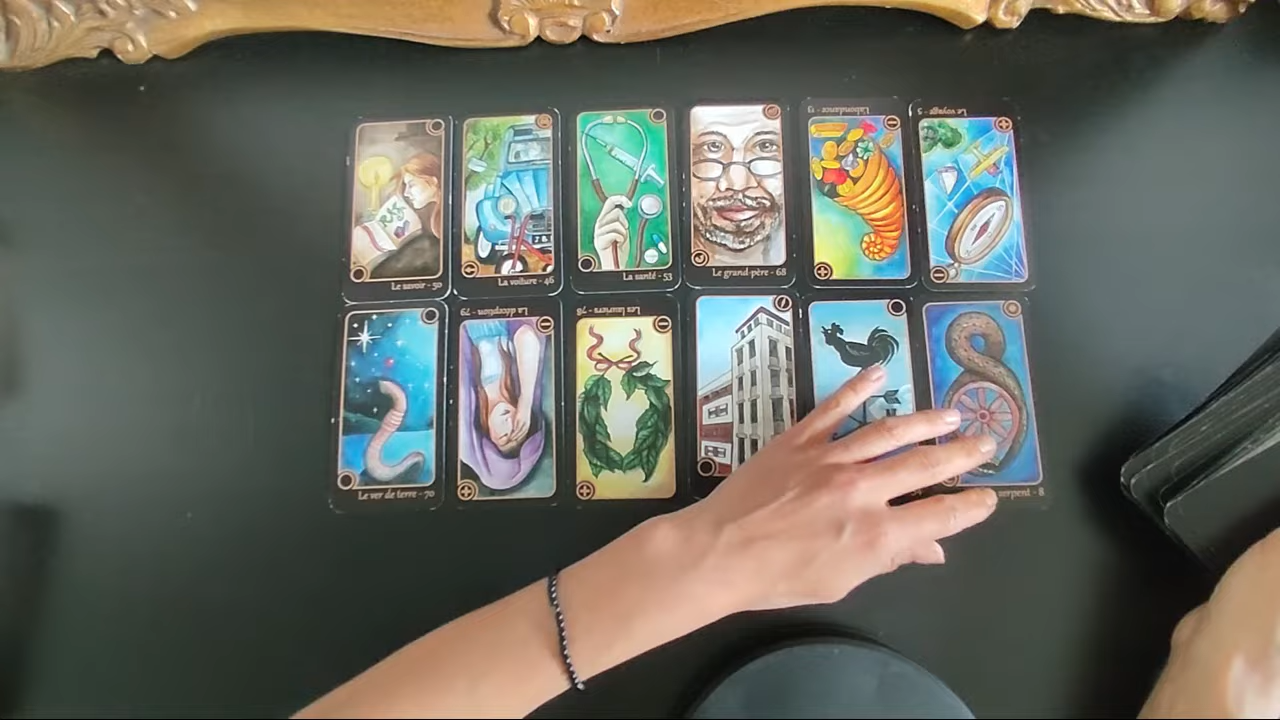 Le savoir - 50
La voiture - 46
La santé - 53
Le grand-père - 68
L'abondance - 13
Le voyage - 5
Le ver de terre - 70
La déception - 79
Les lauriers - 78
serpent - 8